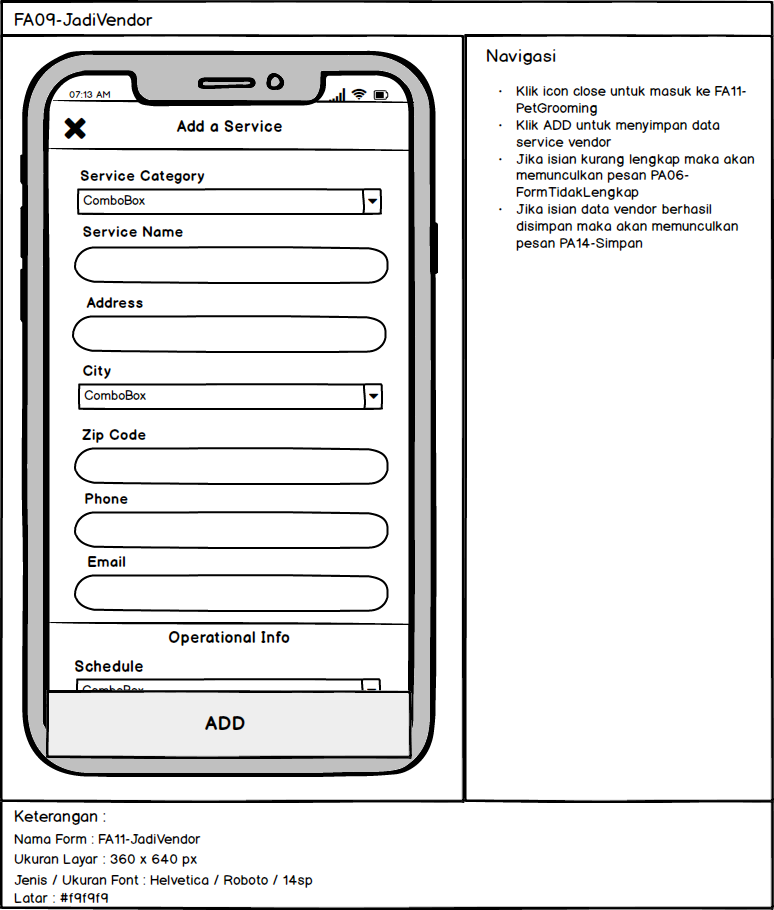 FA09-JadiVendor
07:13 AM
Add a Service
Service Category
ComboBox
Service Name
Address
City
ComboBox
Zip Code
Phone
Email
Operational Info
Schedule
ComboBox
ADD
Navigasi
· Klik icon close untuk masuk ke FA11-
PetGrooming
· Klik ADD untuk menyimpan data
service vendor
· Jika isian kurang lengkap maka akan
memunculkan pesan PA06-
FormTidakLengkap
· Jika isian data vendor berhasil
disimpan maka akan memunculkan
pesan PA14-Simpan
Keterangan :
Nama Form : FA11-JadiVendor
Ukuran Layar : 360 x 640 px
Jenis / Ukuran Font : Helvetica / Roboto / 14sp
Latar : #f9f9f9